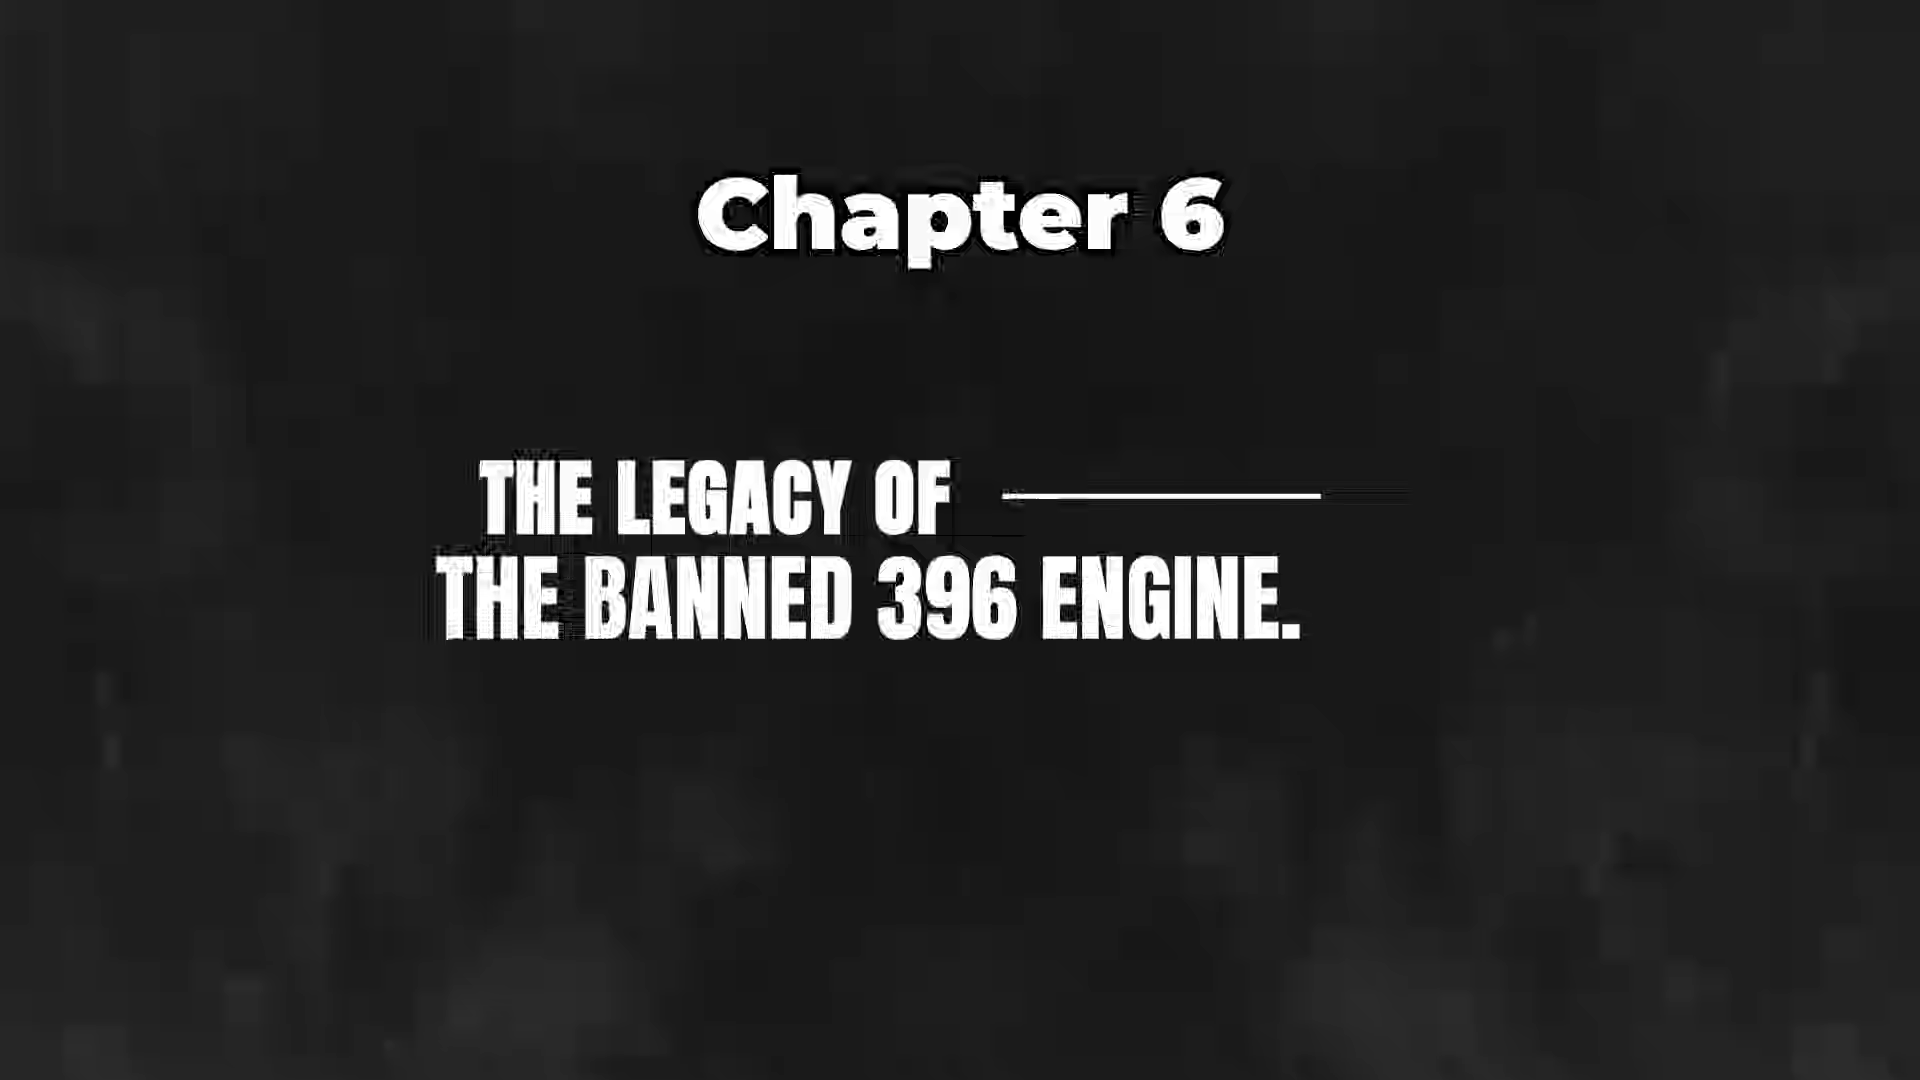 Chapter 6
THE LEGACY OF
THE BANNED 396 ENGINE.